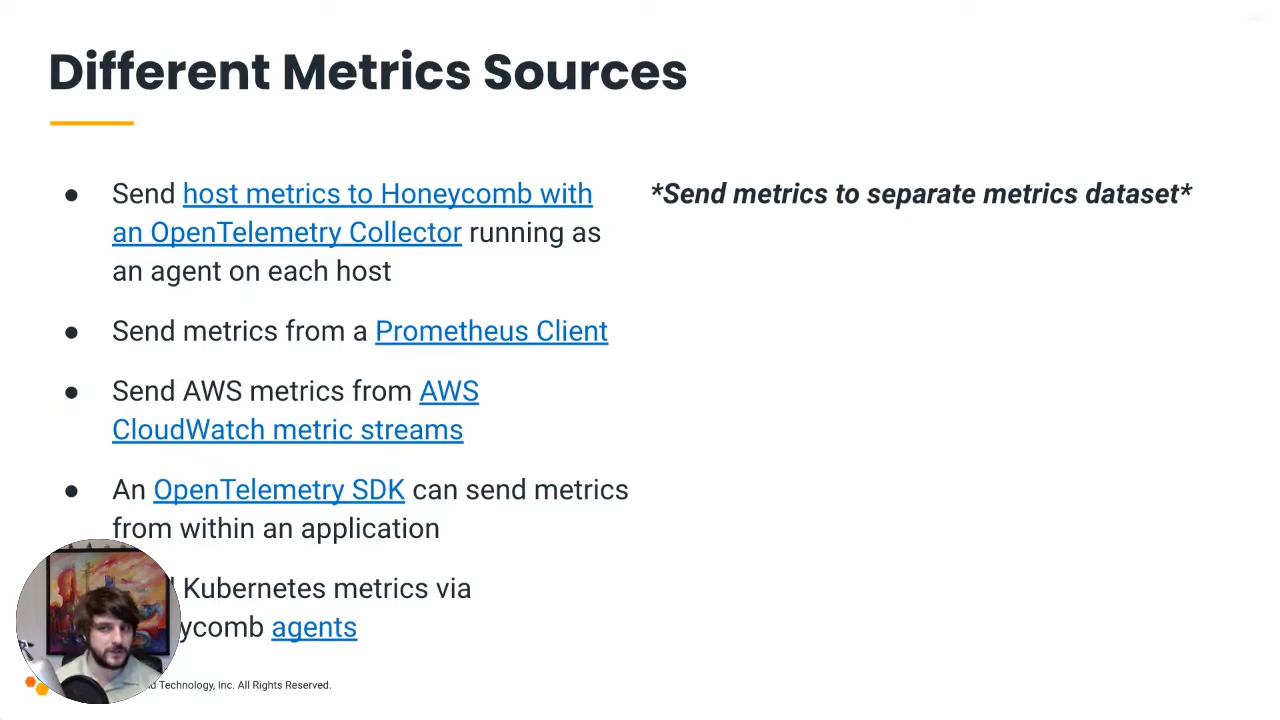 Different Metrics Sources
● Send host metrics to Honeycomb with
an OpenTelemetry Collector running as
an agent on each host
● Send metrics from a Prometheus Client
● Send AWS metrics from AWS
CloudWatch metric streams
● An OpenTelemetry SDK can send metrics
from within an application
Kubernetes metrics via
agents
*Send metrics to separate metrics dataset*
Technology, Inc. All Rights Reserved.